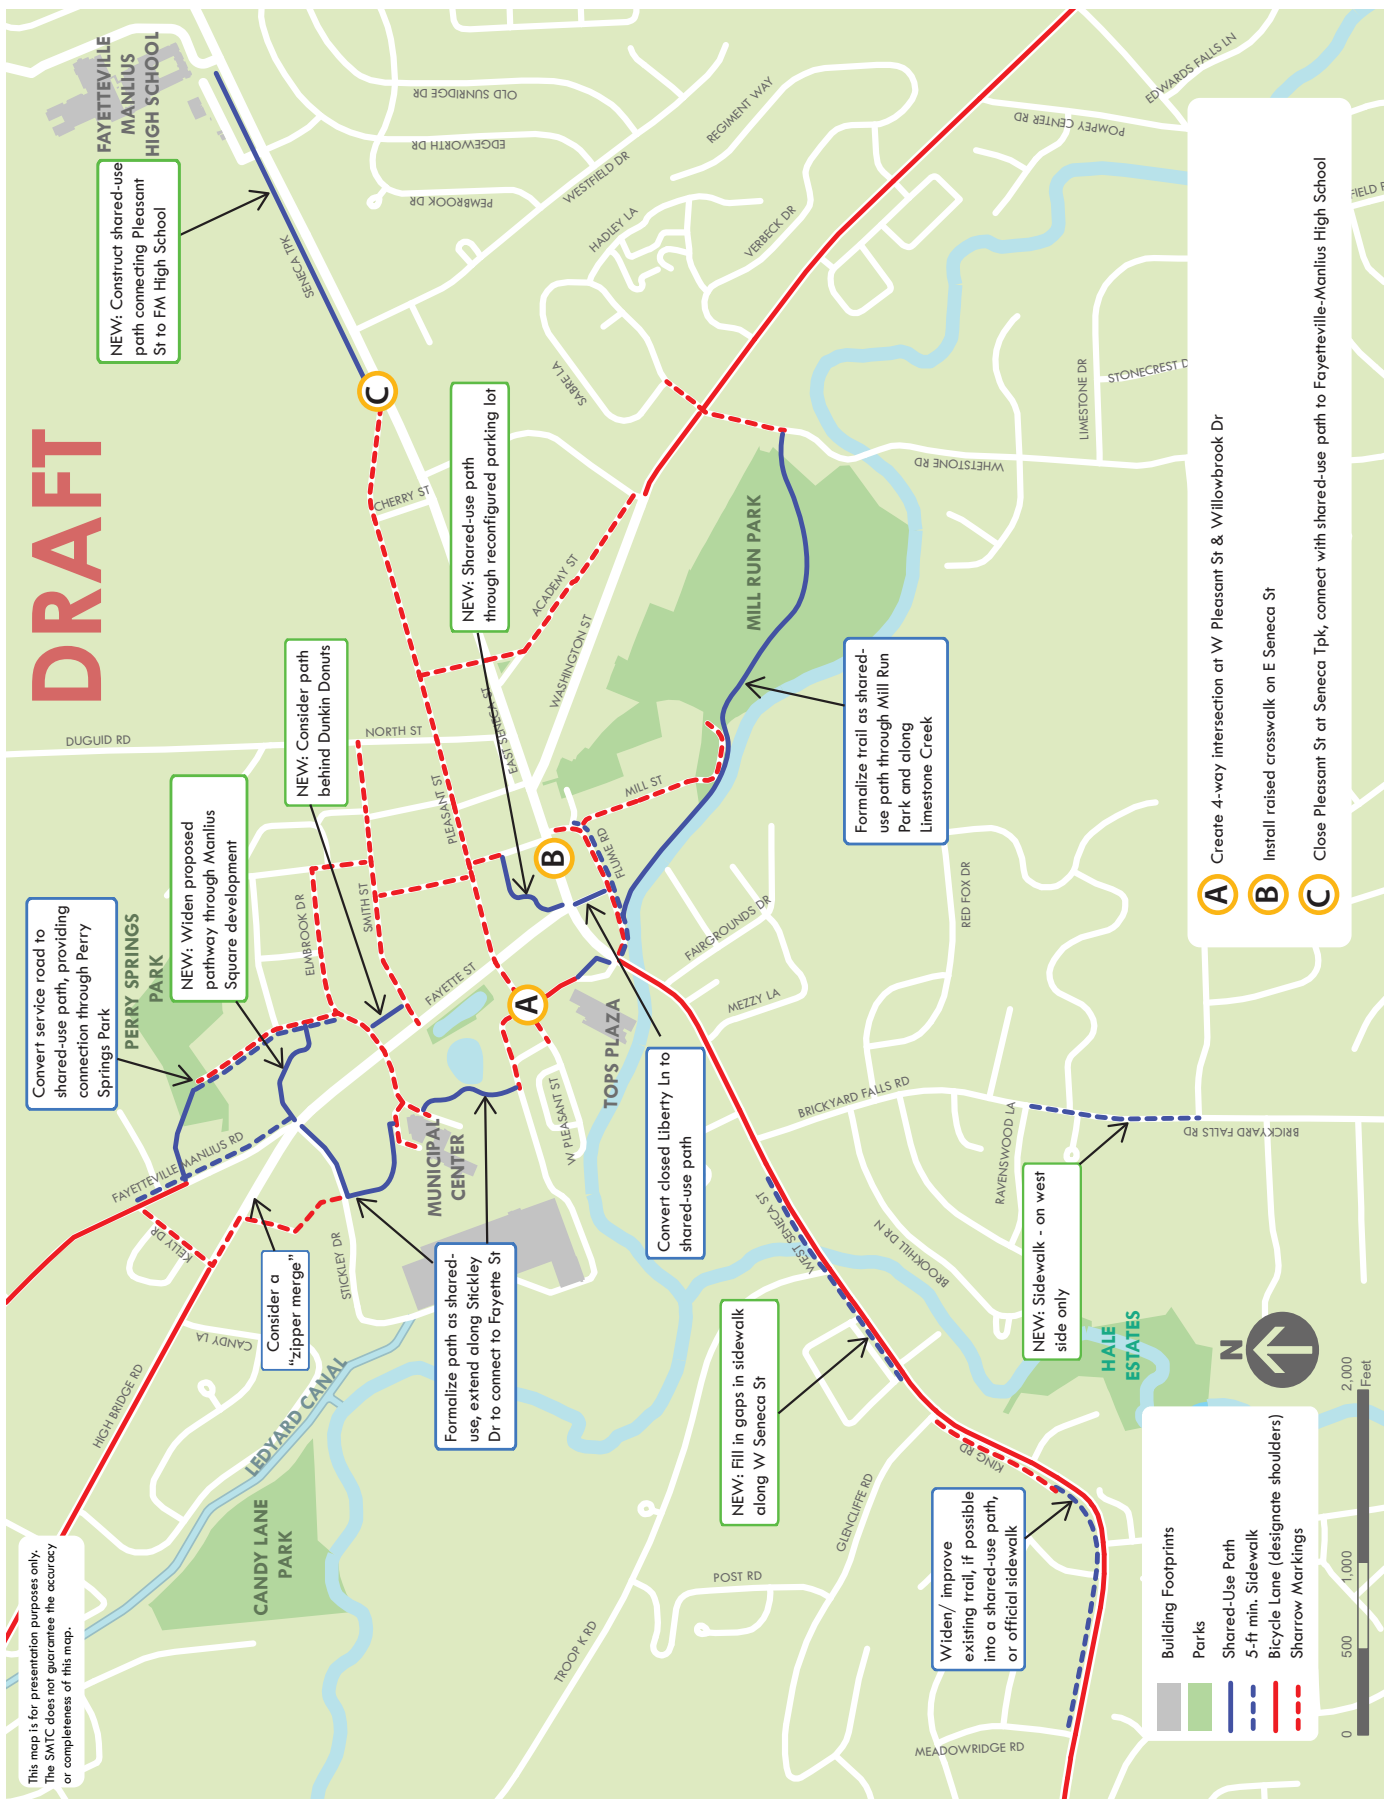 DRAFT
FAYETTEVILLE
MANLIUS
HIGH SCHOOL
NEW: Construct shared-use
path connecting Pleasant
St to FM High School
SENECA TPK
OLD SUNRIDGE DR
EDGEWORTH DR
PEMBROOK DR
WESTFIELD DR
REGIMENT WAY
HADLEY LA
VERBECK DR
SABRE LA
POMPEY CENTER RD
EDWARDS FALLS LN
LIMESTONE DR
STONECREST D
FIELD
WHETSTONE RD
C
CHERRY ST
NEW: Shared-use path
through reconfigured parking lot
ACADEMY ST
WASHINGTON ST
EAST SENECA ST
MILL RUN PARK
Formalize trail as shared-
use path through Mill Run
Park and along
Limestone Creek
DUGUID RD
NORTH ST
NEW: Consider path
behind Dunkin Donuts
PLEASANT ST
MILL ST
B
FLUME RD
NEW: Widen proposed
pathway through Manlius
Square development
Convert service road to
shared-use path, providing
connection through Perry
Springs Park
PERRY SPRINGS
PARK
ELMBROOK DR
SMITH ST
FAYETTE ST
A
TOPS PLAZA
FAIRGROUNDS DR
MEZZY LA
RED FOX DR
Convert closed Liberty Ln to
shared-use path
BRICKYARD FALLS RD
BRICKYARD FALLS RD
RAVENSWOOD LA
NEW: Sidewalk - on west
side only
BROOKHILL DR N
HALE
ESTATES
FAYETTEVILLE MANLIUS RD
KELLY DR
MUNICIPAL
CENTER
W PLEASANT ST
STICKLEY DR
Consider a
“zipper merge”
Formalize path as shared-
use, extend along Stickley
Dr to connect to Fayette St
CANDY LA
HIGH BRIDGE RD
LEDYARD CANAL
CANDY LANE
PARK
WEST SENECA ST
NEW: Fill in gaps in sidewalk
along W Seneca St
KING RD
GLENCLIFFE RD
POST RD
TROOP K RD
Widen/ improve
existing trail, if possible
into a shared-use path,
or official sidewalk
MEADOWRIDGE RD
This map is for presentation purposes only.
The SMTC does not guarantee the accuracy
or completeness of this map.
A Create 4-way intersection at W Pleasant St & Willowbrook Dr
B Install raised crosswalk on E Seneca St
C Close Pleasant St at Seneca Tpk, connect with shared-use path to Fayetteville-Manlius High School
Building Footprints
Parks
Shared-Use Path
5-ft min. Sidewalk
Bicycle Lane (designate shoulders)
Sharrow Markings
N
0 500 1,000 2,000
Feet